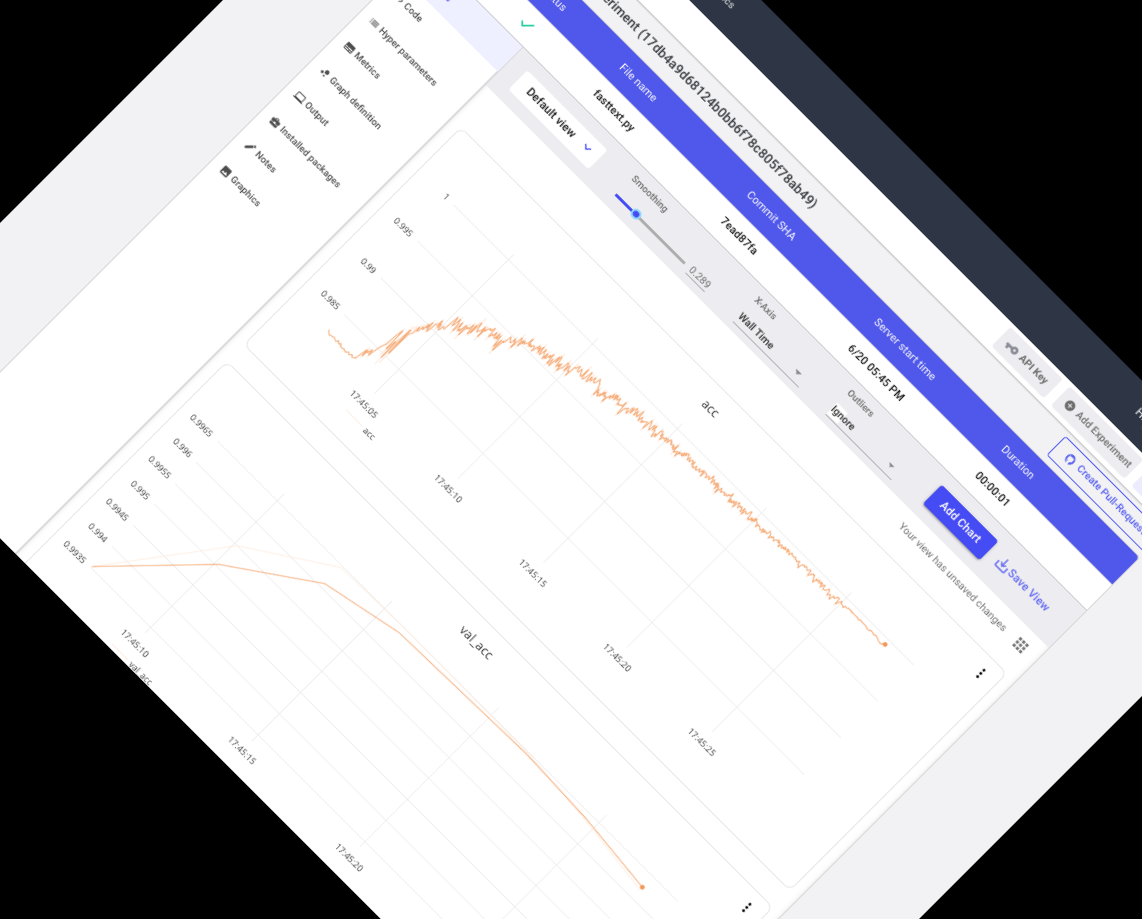 eriment (17db4a9d68124b0bb6f78c805f78ab49)
API Key
Add Experiment
Create Pull-Reques
tus
File name
Commit SHA
Server start time
Duration
fasttext.py
7ead87fa
6/20 05:45 PM
00:00:01
Code
Hyper parameters
Metrics
Graph definition
Output
Installed packages
Notes
Graphics
Default view
Smoothing
0.289
X-Axis
Wall Time
Outliers
Ignore
Add Chart
Save View
Your view has unsaved changes
acc
1
0.995
0.99
0.985
17:45:05
17:45:10
17:45:15
17:45:20
17:45:25
acc
val_acc
0.9965
0.996
0.9955
0.995
0.9945
0.994
0.9935
17:45:10
17:45:15
17:45:20
val_acc